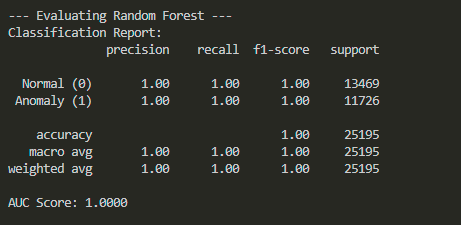 --- Evaluating Random Forest ---
Classification Report:
precision recall f1-score support
Normal (0) 1.00 1.00 1.00 13469
Anomaly (1) 1.00 1.00 1.00 11726
accuracy 1.00 25195
macro avg 1.00 1.00 1.00 25195
weighted avg 1.00 1.00 1.00 25195
AUC Score: 1.0000